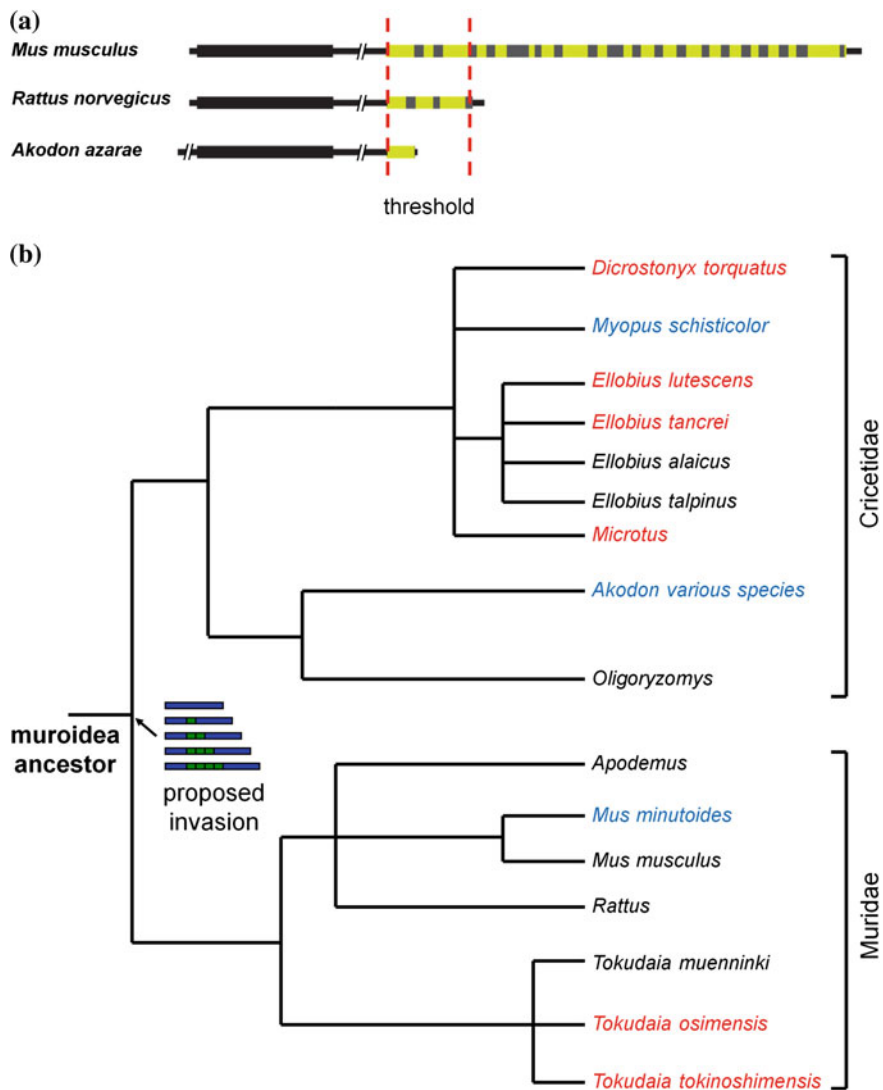 (a)
Mus musculus
Rattus norvegicus
Akodon azarae
threshold
(b)
Dicrostonyx torquatus
Myopus schisticolor
Ellobius lutescens
Ellobius tancrei
Ellobius alaicus
Ellobius talpinus
Microtus
Akodon various species
Oligoryzomys
Cricetidae
muroidea
ancestor
proposed
invasion
Apodemus
Mus minutoides
Mus musculus
Rattus
Tokudaia muenninki
Tokudaia osimensis
Tokudaia tokinoshimensis
Muridae